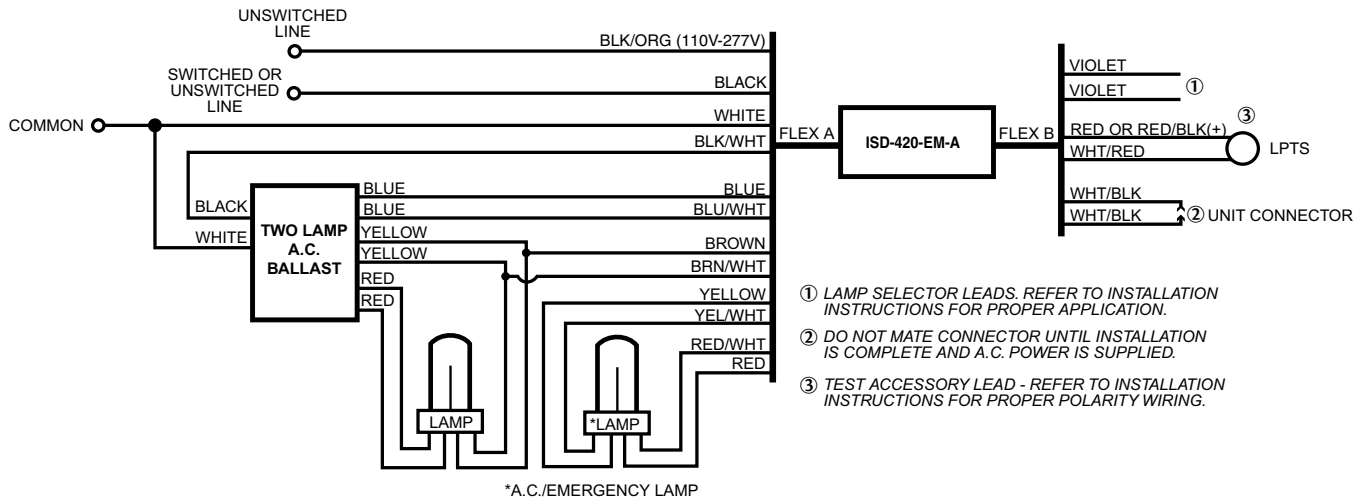 UNSWITCHED
LINE
BLK/ORG (110V-277V)
SWITCHED OR
UNSWITCHED
LINE
BLACK
COMMON
WHITE
BLK/WHT
FLEX A
ISD-420-EM-A
FLEX B
VIOLET
VIOLET
①
③
RED OR RED/BLK(+)
WHT/RED
LPTS
WHT/BLK
WHT/BLK
② UNIT CONNECTOR
BLACK
WHITE
TWO LAMP
A.C.
BALLAST
BLUE
BLUE
YELLOW
YELLOW
RED
RED
BLUE
BLU/WHT
BROWN
BRN/WHT
YELLOW
YEL/WHT
RED/WHT
RED
LAMP
*LAMP
*A.C./EMERGENCY LAMP
① LAMP SELECTOR LEADS. REFER TO INSTALLATION
INSTRUCTIONS FOR PROPER APPLICATION.
② DO NOT MATE CONNECTOR UNTIL INSTALLATION
IS COMPLETE AND A.C. POWER IS SUPPLIED.
③ TEST ACCESSORY LEAD - REFER TO INSTALLATION
INSTRUCTIONS FOR PROPER POLARITY WIRING.